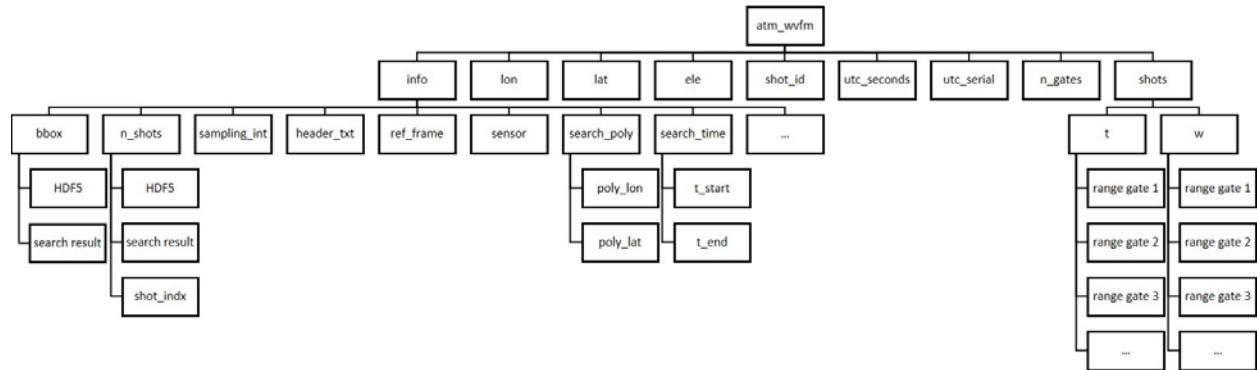 atm_wvfm
info
lon
lat
ele
shot_id
utc_seconds
utc_serial
n_gates
shots
bbox
n_shots
sampling_int
header_txt
ref_frame
sensor
search_poly
search_time
...
t
w
HDF5
HDF5
poly_lon
t_start
range gate 1
range gate 1
search result
search result
poly_lat
t_end
range gate 2
range gate 2
shot_indx
range gate 3
range gate 3
...
...